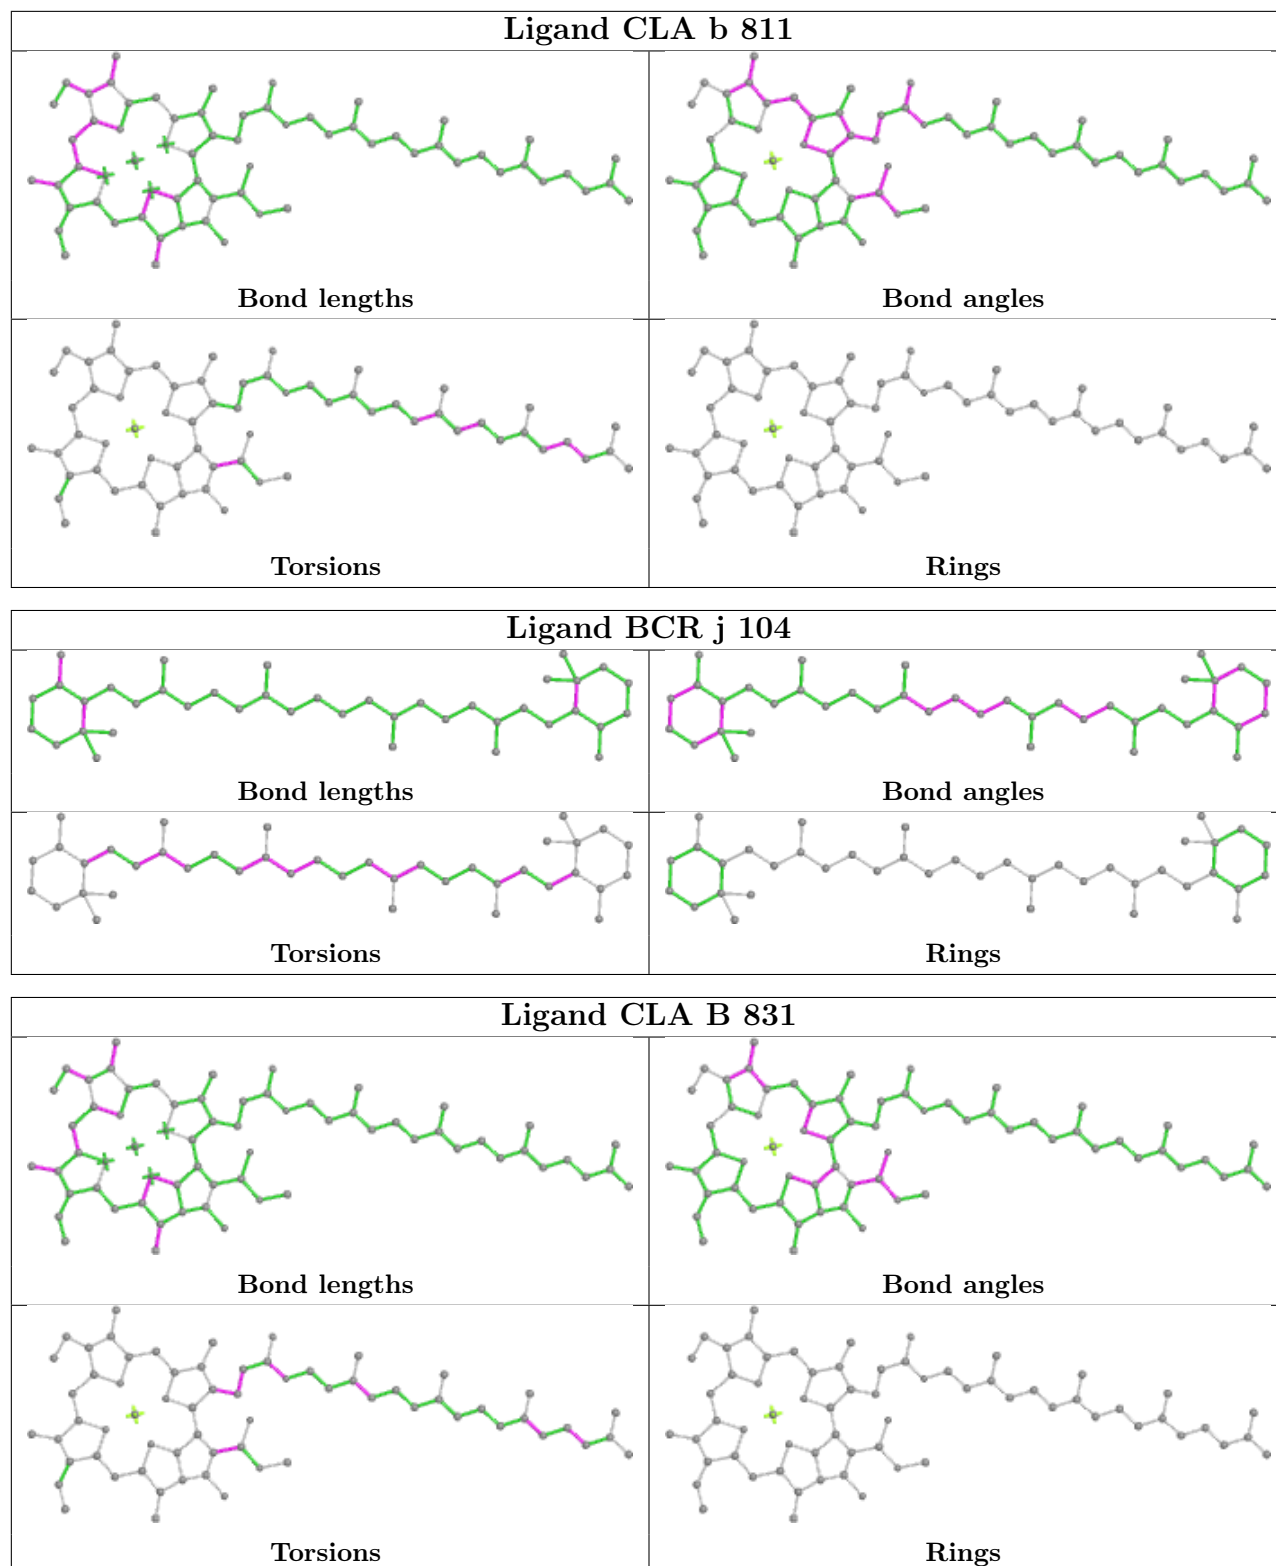 Ligand CLA b 811
Bond lengths
Bond angles
Torsions
Rings
Ligand BCR j 104
Bond lengths
Bond angles
Torsions
Rings
Ligand CLA B 831
Bond lengths
Bond angles
Torsions
Rings